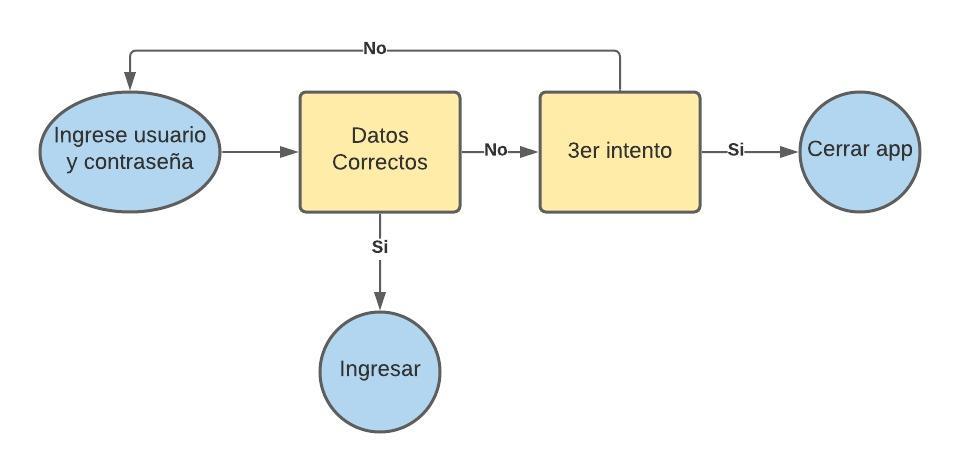 No
Ingrese usuario
y contraseña
Datos
Correctos
No
3er intento
Si
Cerrar app
Si
Ingresar